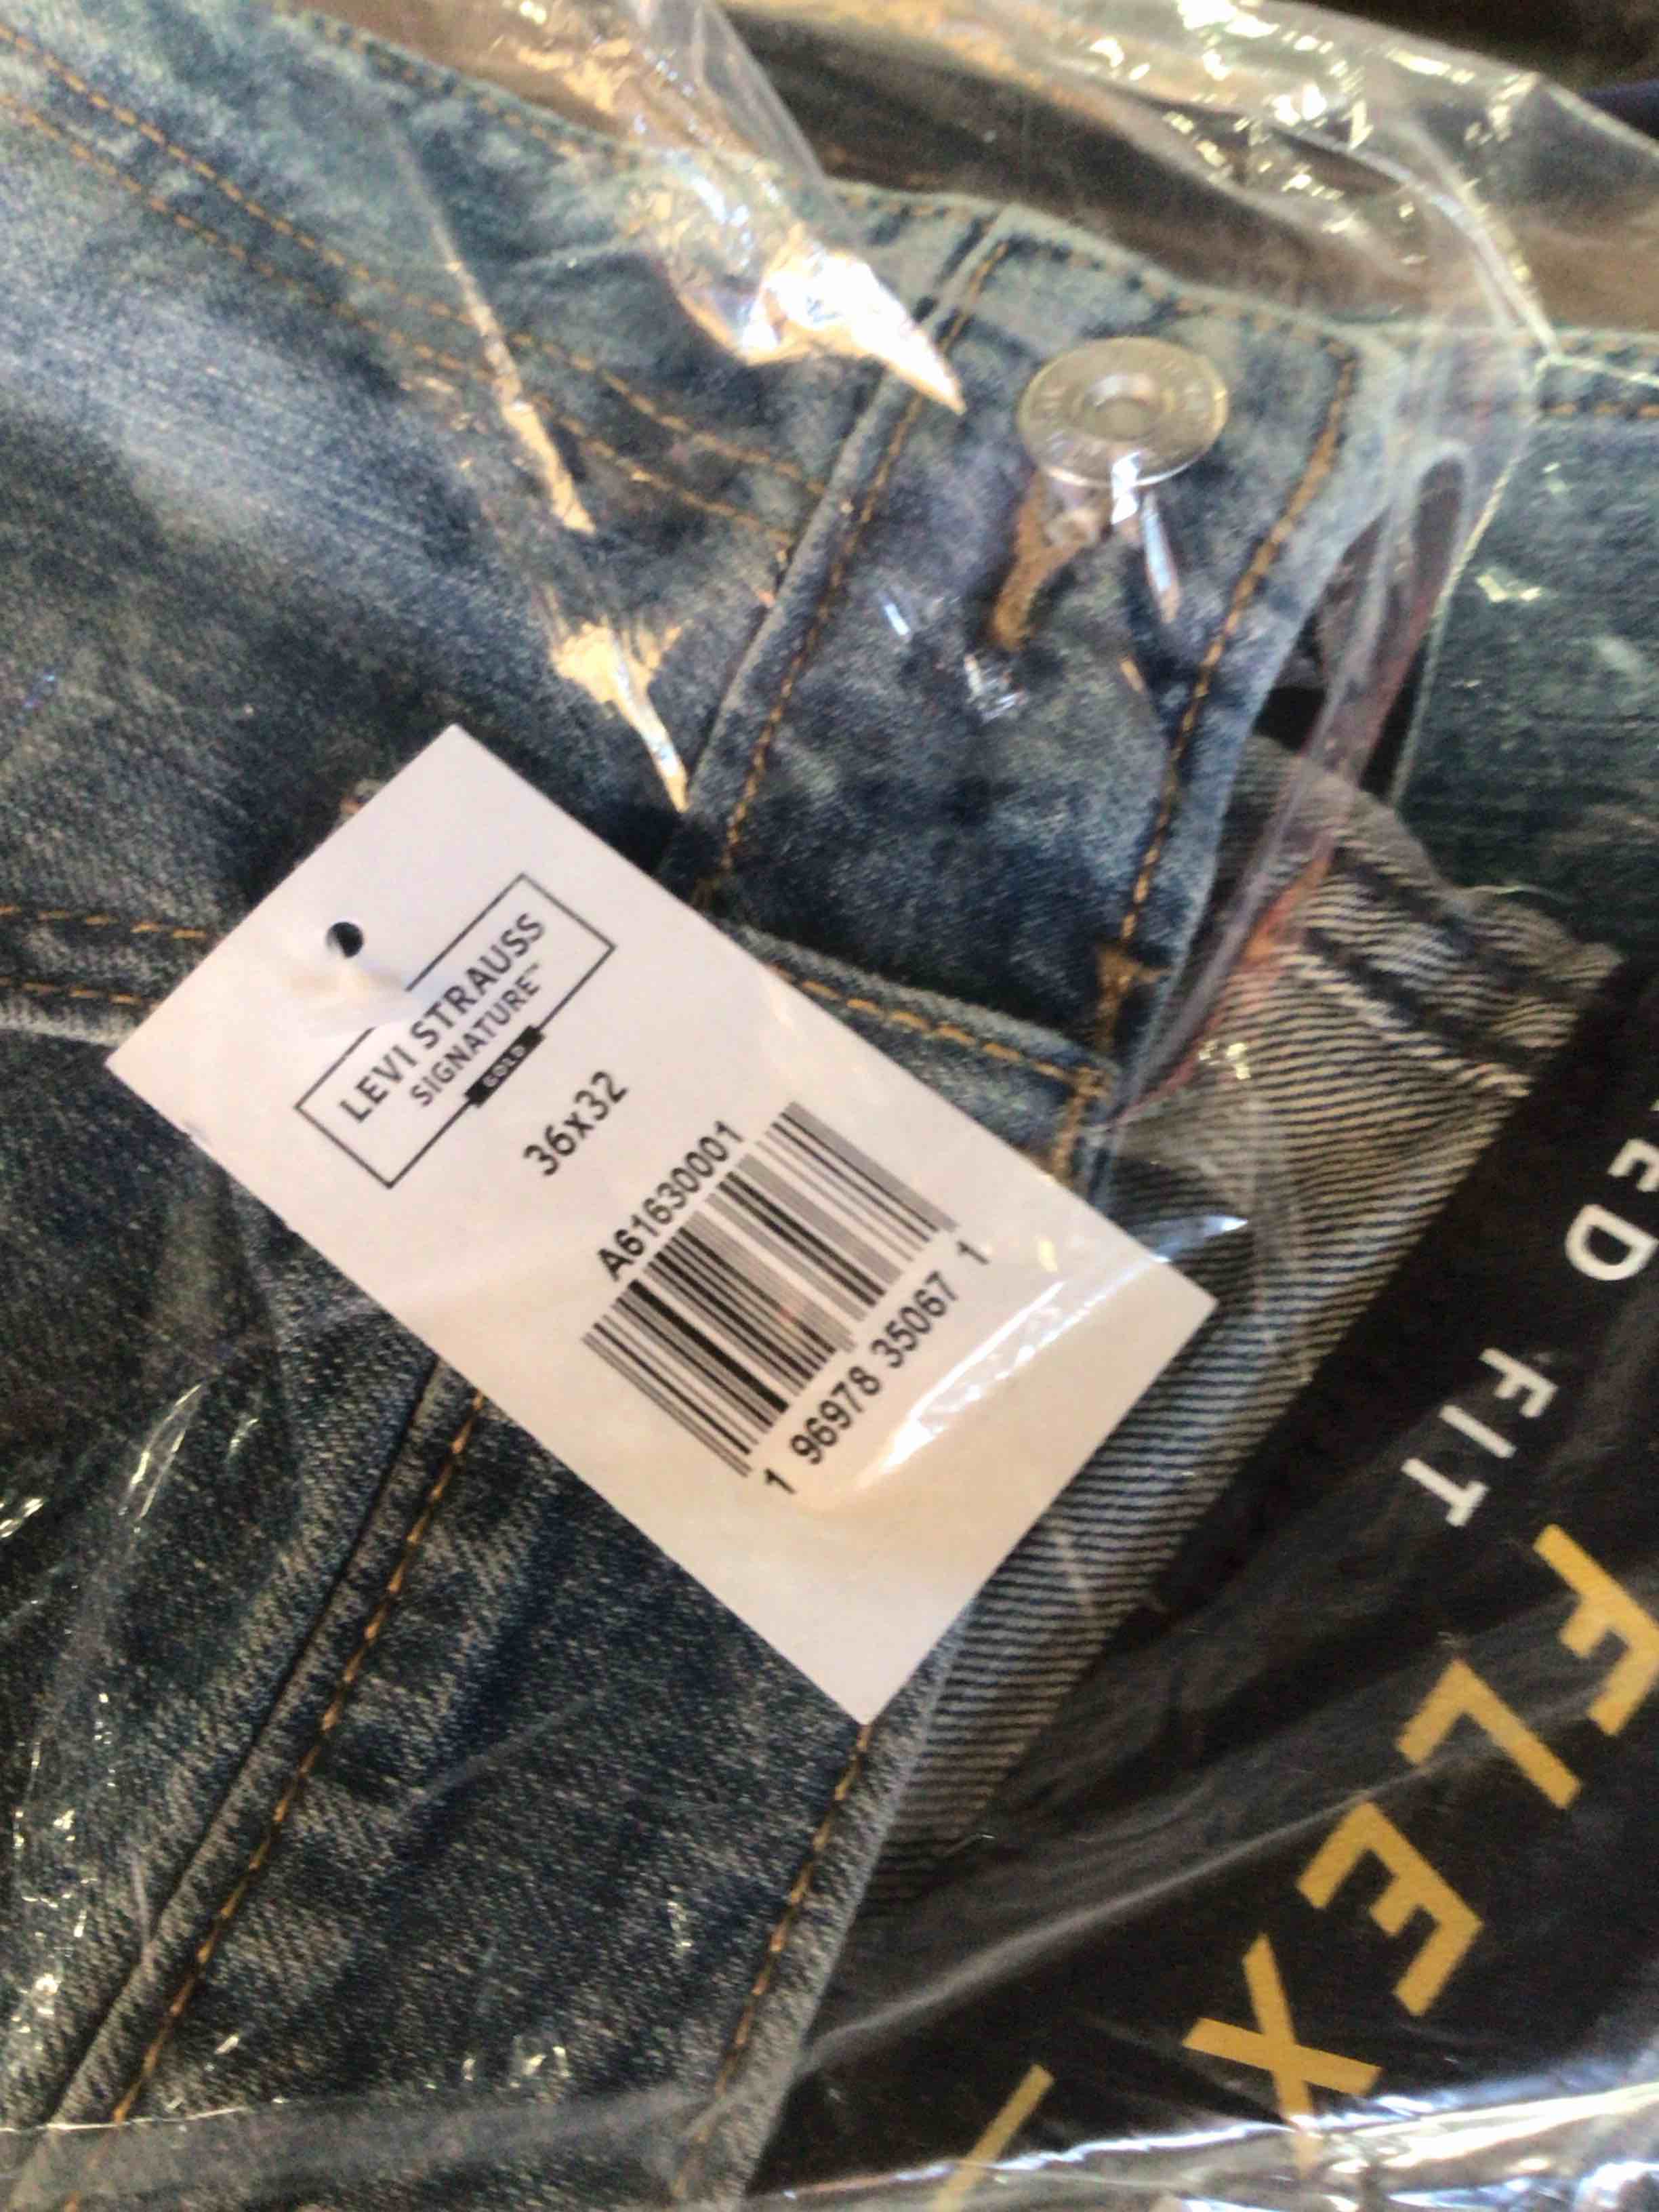 LEVI STRAUSS
SIGNATURE™
GOLD
36x32
A61630001
1 96978 35067 1
ED FIT
FLEX